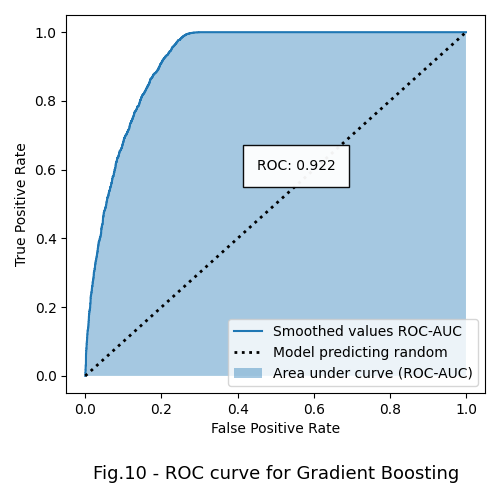 1.0
0.8
0.6
0.4
0.2
0.0
True Positive Rate
ROC: 0.922
Smoothed values ROC-AUC
Model predicting random
Area under curve (ROC-AUC)
0.0 0.2 0.4 0.6 0.8 1.0
False Positive Rate
Fig.10 - ROC curve for Gradient Boosting